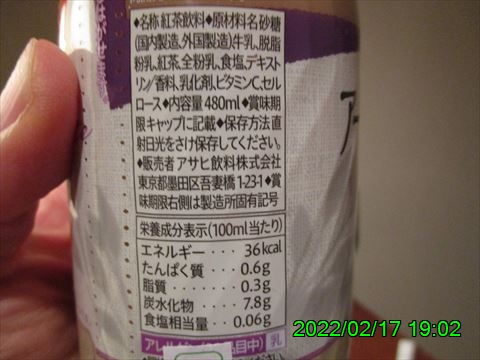 ◆名称 紅茶飲料◆原材料名 砂糖
(国内製造、外国製造)、牛乳、脱脂
粉乳、紅茶、全粉乳、食塩、デキスト
リン/香料、乳化剤、ビタミンC、セル
ロース◆内容量 480ml◆賞味期
限 キャップに記載◆保存方法 直
射日光をさけ保存してください。
◆販売者 アサヒ飲料株式会社
東京都墨田区吾妻橋 1-23-1◆賞
味期限右側は製造所固有記号
栄養成分表示(100ml当たり)
エネルギー・・・36kcal
たんぱく質・・・0.6g
脂質・・・・0.3g
炭水化物・・・・7.8g
食塩相当量・・0.06g
乳
ア
2022/02/17 19:02